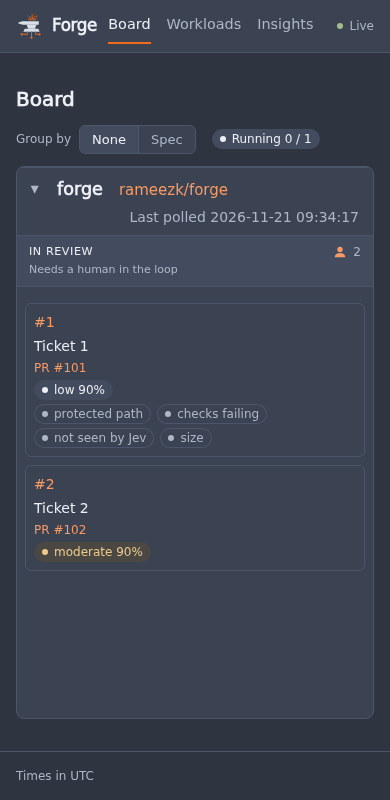 Forge Board Workloads Insights Live
Board
Group by None Spec Running 0 / 1
▼ forge rameezk/forge
Last polled 2026-11-21 09:34:17
IN REVIEW 2
Needs a human in the loop
#1
Ticket 1
PR #101
low 90%
protected path checks failing
not seen by Jev size
#2
Ticket 2
PR #102
moderate 90%
Times in UTC